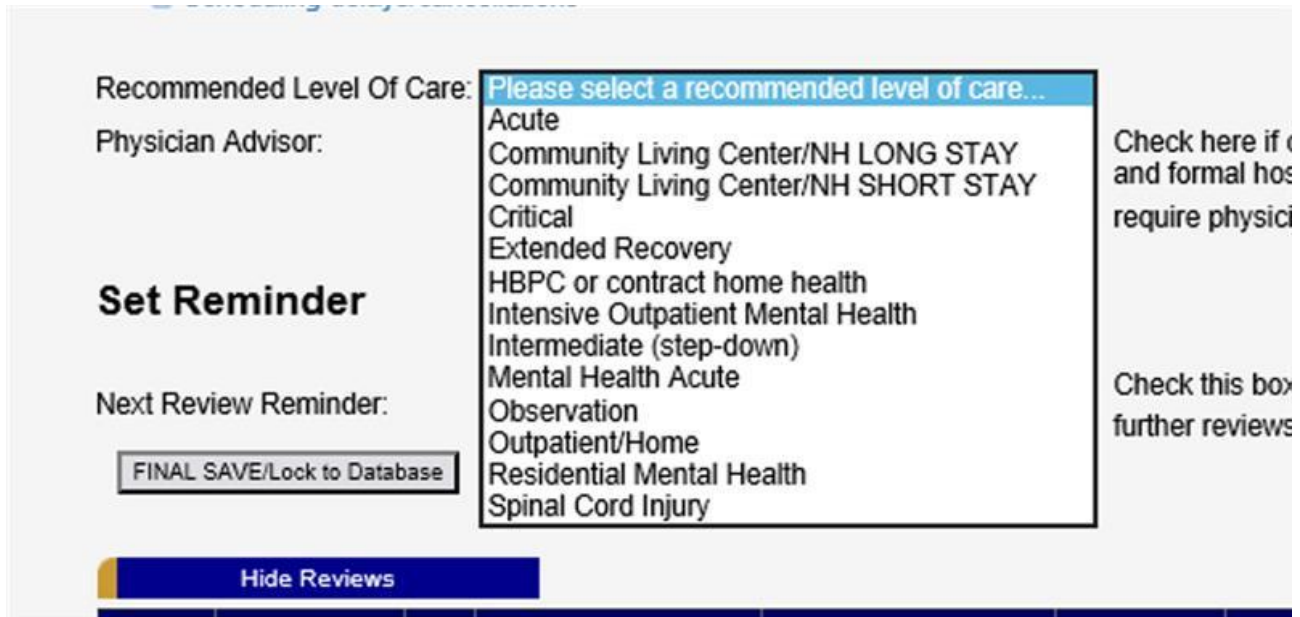 Recommended Level Of Care: Please select a recommended level of care...
Acute
Physician Advisor:
Community Living Center/NH LONG STAY
Community Living Center/NH SHORT STAY
Critical
Extended Recovery
HBPC or contract home health
Intensive Outpatient Mental Health
Intermediate (step-down)
Mental Health Acute
Observation
Outpatient/Home
Residential Mental Health
Spinal Cord Injury
Check here if
and formal
require
Set Reminder
Next Review Reminder:
Check this box
further reviews
FINAL SAVE/Lock to Database
Hide Reviews